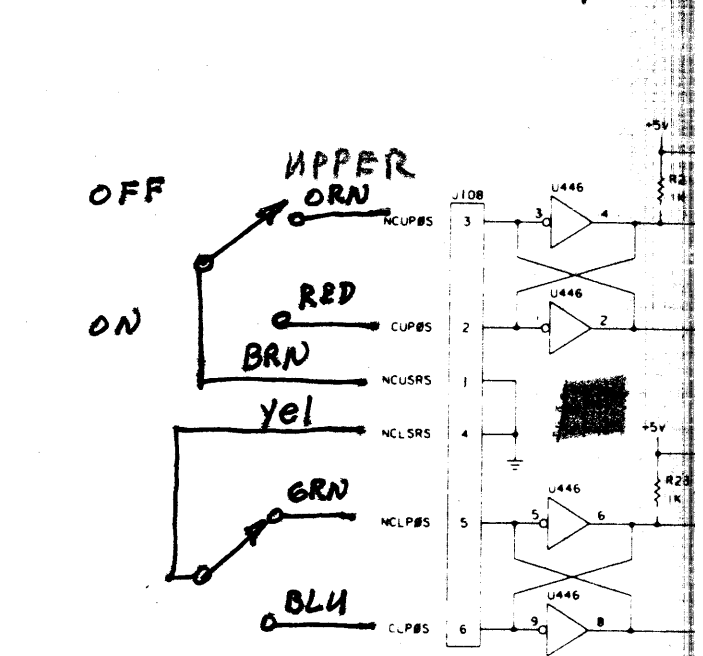 +5V
UPPER
OFF
ORN
J108
U446
R2
1K
NCUPØS 3 3 4
U446
RED
ON
CUPØS 2 2
BRN
NCUSRS 1
yel
NCLSRS 4
+5V
GRN
U446
R28
1K
NCLPØS 5 5 6
U446
BLU
CLPØS 6 9 8